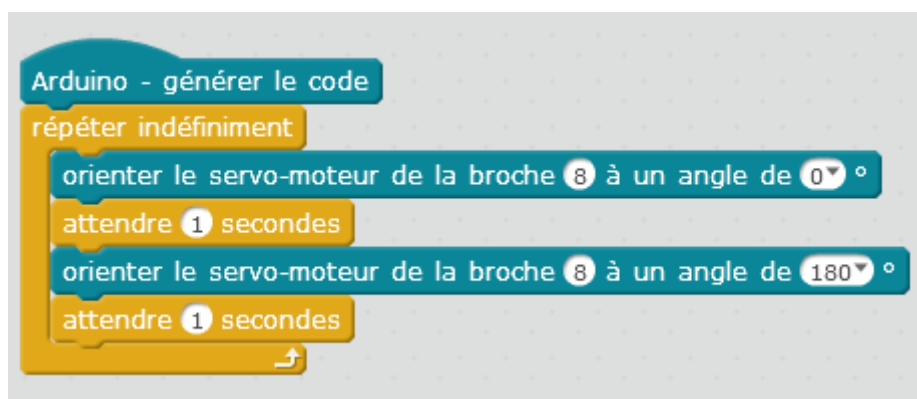 Arduino - générer le code
répéter indéfiniment
orienter le servo-moteur de la broche 8 à un angle de 0 °
attendre 1 secondes
orienter le servo-moteur de la broche 8 à un angle de 180 °
attendre 1 secondes